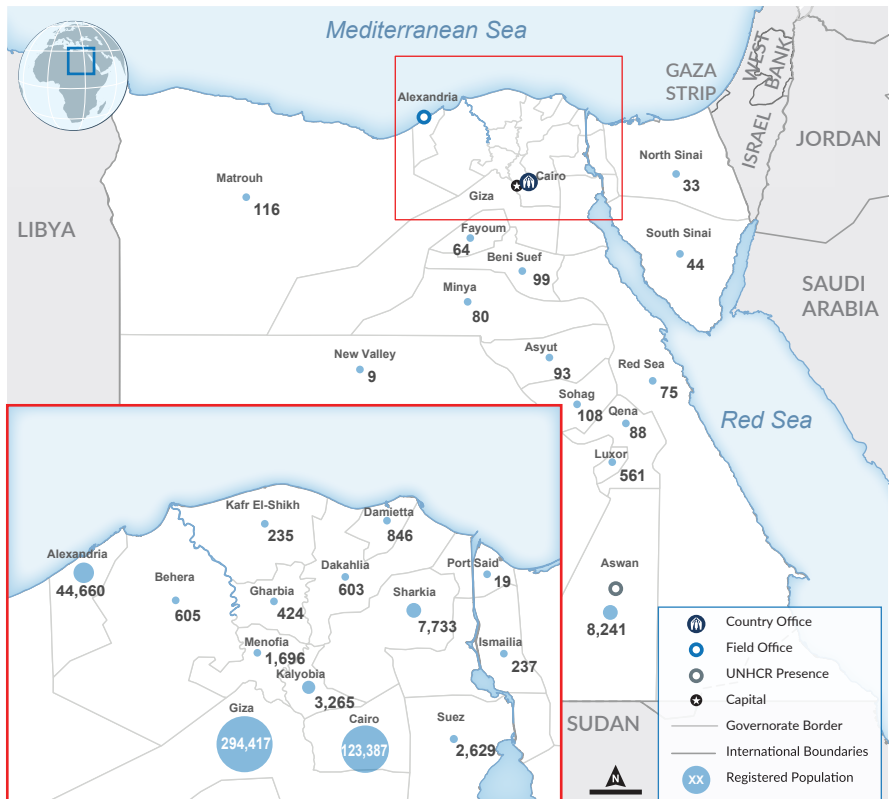 Mediterranean Sea
GAZA
STRIP
WEST
BANK
ISRAEL
JORDAN
Alexandria
Cairo
Giza
North Sinai
33
Matrouh
116
LIBYA
Fayoum
64
South Sinai
44
Beni Suef
99
SAUDI
ARABIA
Minya
80
New Valley
9
Asyut
93
Red Sea
75
Sohag
108
Qena
88
Red Sea
Luxor
561
Kafr El-Shikh
235
Damietta
846
Alexandria
44,660
Behera
605
Dakahlia
603
Port Said
19
Aswan
8,241
Gharbia
424
Sharkia
7,733
Menofia
1,696
Ismailia
237
Kalyobia
3,265
Giza
294,417
Cairo
123,387
Suez
2,629
SUDAN
N
Country Office
Field Office
UNHCR Presence
Capital
Governorate Border
International Boundaries
XX Registered Population